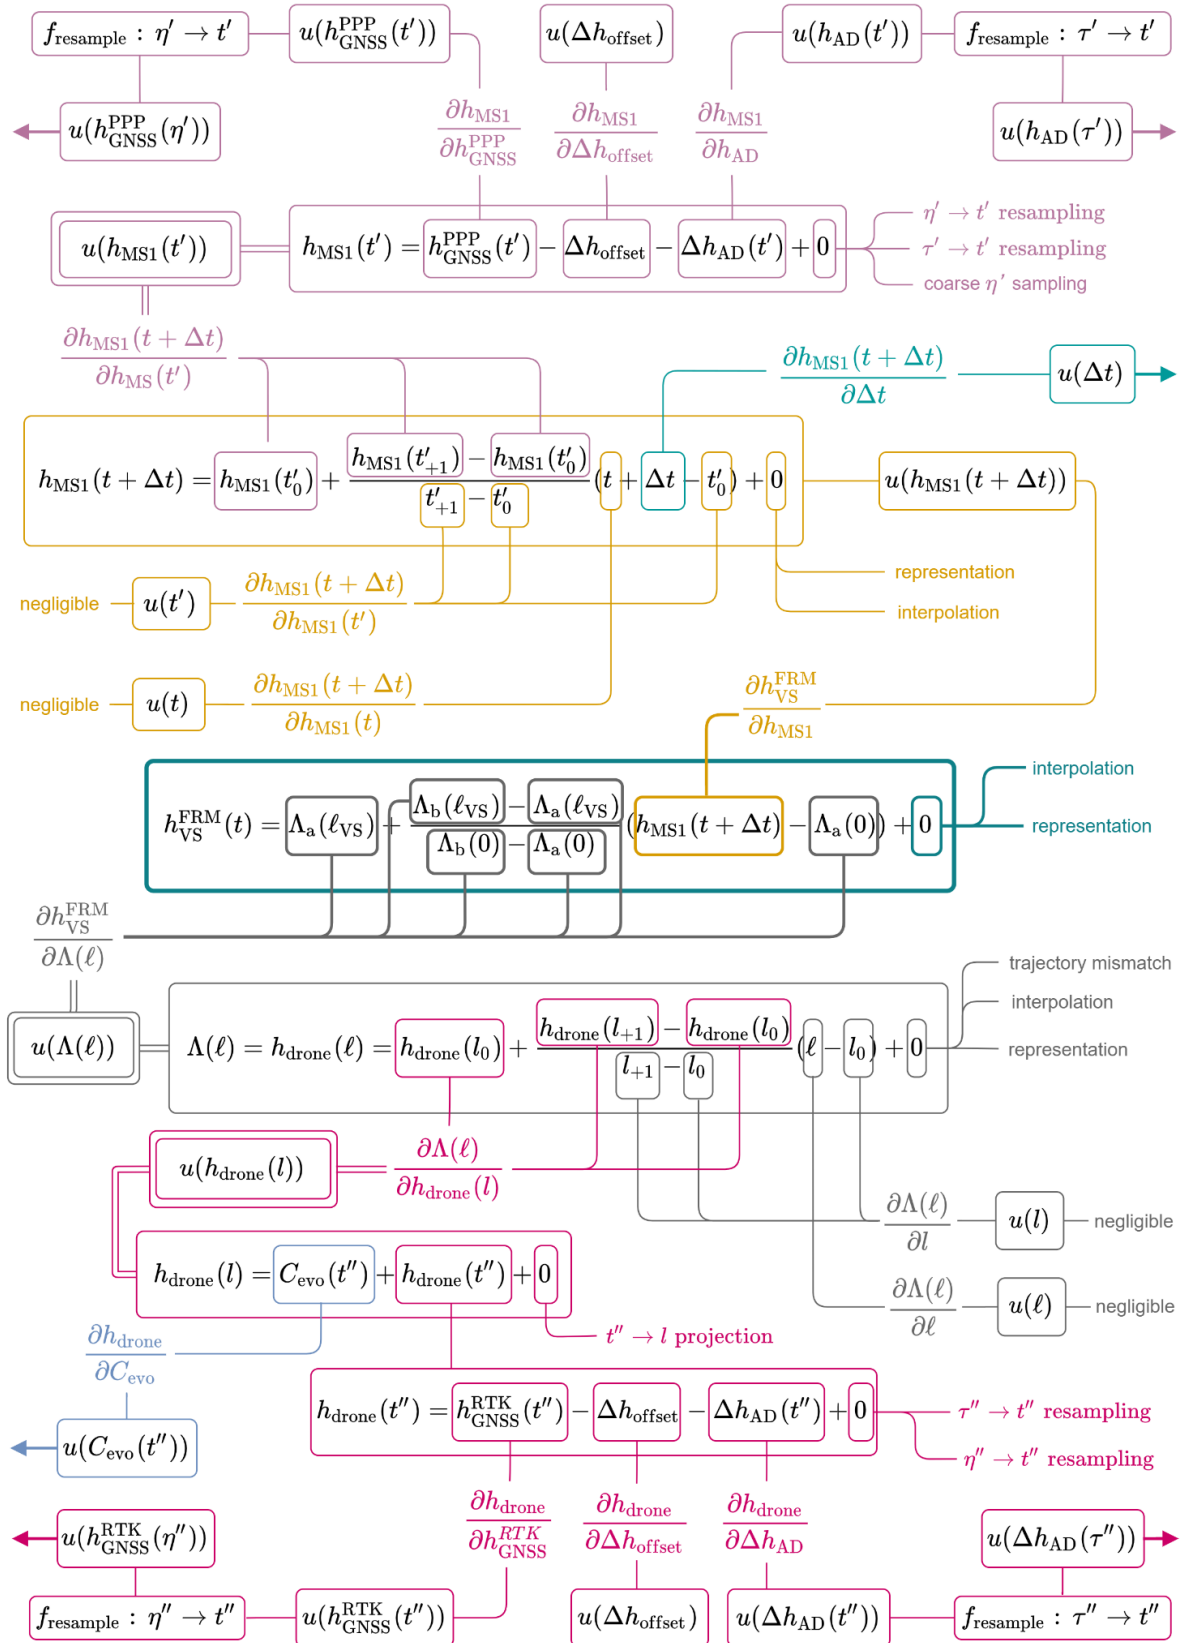 f_resample : η′ → t′
u(h_GNSS^PPP(t′))
u(Δh_offset)
u(h_AD(t′))
f_resample : τ′ → t′
u(h_GNSS^PPP(η′))
∂h_MS1/∂h_GNSS^PPP
∂h_MS1/∂Δh_offset
∂h_MS1/∂h_AD
u(h_AD(τ′))
u(h_MS1(t′))
h_MS1(t′) = h_GNSS^PPP(t′) − Δh_offset − Δh_AD(t′) + 0
η′ → t′ resampling
τ′ → t′ resampling
coarse η′ sampling
∂h_MS1(t + Δt)/∂h_MS(t′)
∂h_MS1(t + Δt)/∂Δt
u(Δt)
h_MS1(t + Δt) = h_MS1(t′_0) + (h_MS1(t′_{+1}) − h_MS1(t′_0))/(t′_{+1} − t′_0) (t + Δt − t′_0) + 0
u(h_MS1(t + Δt))
representation
interpolation
negligible
u(t′)
∂h_MS1(t + Δt)/∂h_MS1(t′)
negligible
u(t)
∂h_MS1(t + Δt)/∂h_MS1(t)
∂h_VS^FRM/∂h_MS1
h_VS^FRM(t) = Λ_a(ℓ_VS) + (Λ_b(ℓ_VS) − Λ_a(ℓ_VS))/(Λ_b(0) − Λ_a(0)) (h_MS1(t + Δt) − Λ_a(0)) + 0
interpolation
representation
∂h_VS^FRM/∂Λ(ℓ)
trajectory mismatch
interpolation
representation
u(Λ(ℓ))
Λ(ℓ) = h_drone(ℓ) = h_drone(l_0) + (h_drone(l_{+1}) − h_drone(l_0))/(l_{+1} − l_0) (ℓ − l_0) + 0
u(h_drone(l))
∂Λ(ℓ)/∂h_drone(l)
∂Λ(ℓ)/∂l
u(l)
negligible
h_drone(l) = C_evo(t″) + h_drone(t″) + 0
∂Λ(ℓ)/∂ℓ
u(ℓ)
negligible
t″ → l projection
∂h_drone/∂C_evo
h_drone(t″) = h_GNSS^RTK(t″) − Δh_offset − Δh_AD(t″) + 0
τ″ → t″ resampling
η″ → t″ resampling
u(C_evo(t″))
∂h_drone/∂h_GNSS^RTK
∂h_drone/∂Δh_offset
∂h_drone/∂Δh_AD
u(h_GNSS^RTK(η″))
u(Δh_AD(τ″))
f_resample : η″ → t″
u(h_GNSS^RTK(t″))
u(Δh_offset)
u(Δh_AD(t″))
f_resample : τ″ → t″